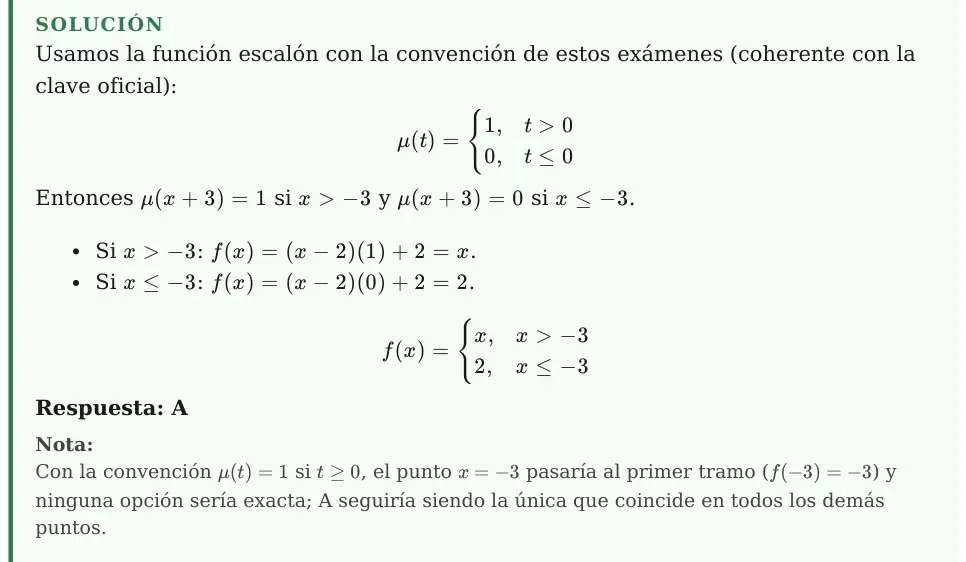 SOLUCIÓN
Usamos la función escalón con la convención de estos exámenes (coherente con la
clave oficial):
μ(t) = {1, t > 0
0, t ≤ 0
Entonces μ(x + 3) = 1 si x > −3 y μ(x + 3) = 0 si x ≤ −3.
• Si x > −3: f(x) = (x − 2)(1) + 2 = x.
• Si x ≤ −3: f(x) = (x − 2)(0) + 2 = 2.
f(x) = {x, x > −3
2, x ≤ −3
Respuesta: A
Nota:
Con la convención μ(t) = 1 si t ≥ 0, el punto x = −3 pasaría al primer tramo (f(−3) = −3) y
ninguna opción sería exacta; A seguiría siendo la única que coincide en todos los demás
puntos.